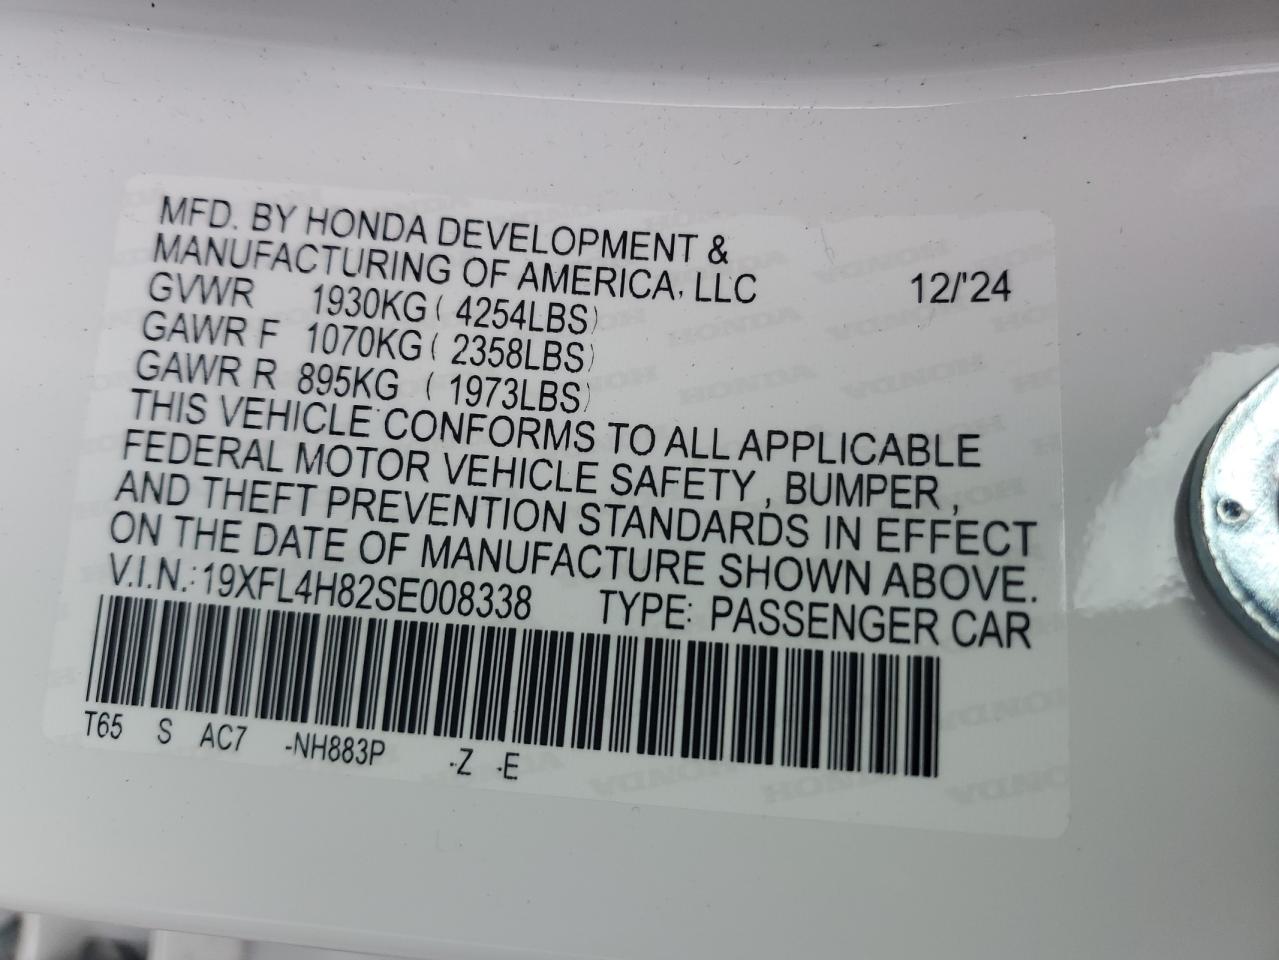 MFD. BY HONDA DEVELOPMENT &
MANUFACTURING OF AMERICA, LLC 12/'24
GVWR 1930KG ( 4254LBS)
GAWR F 1070KG ( 2358LBS)
GAWR R 895KG ( 1973LBS)
THIS VEHICLE CONFORMS TO ALL APPLICABLE
FEDERAL MOTOR VEHICLE SAFETY , BUMPER ,
AND THEFT PREVENTION STANDARDS IN EFFECT
ON THE DATE OF MANUFACTURE SHOWN ABOVE.
V.I.N.: 19XFL4H82SE008338 TYPE: PASSENGER CAR
T65 S AC7 -NH883P -Z -E